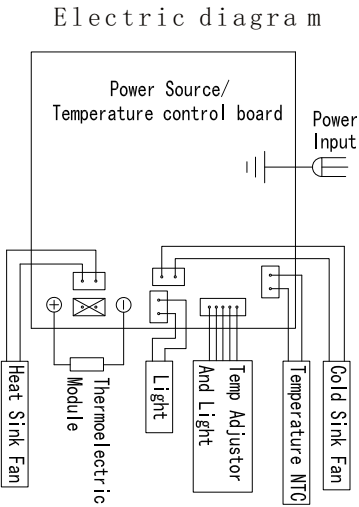 Electric diagram
Power Source/
Temperature control board
Power
Input
Heat Sink Fan
Thermoelectric
Module
Light
Temp Adjustor
And Light
Temperature NTC
Cold Sink Fan